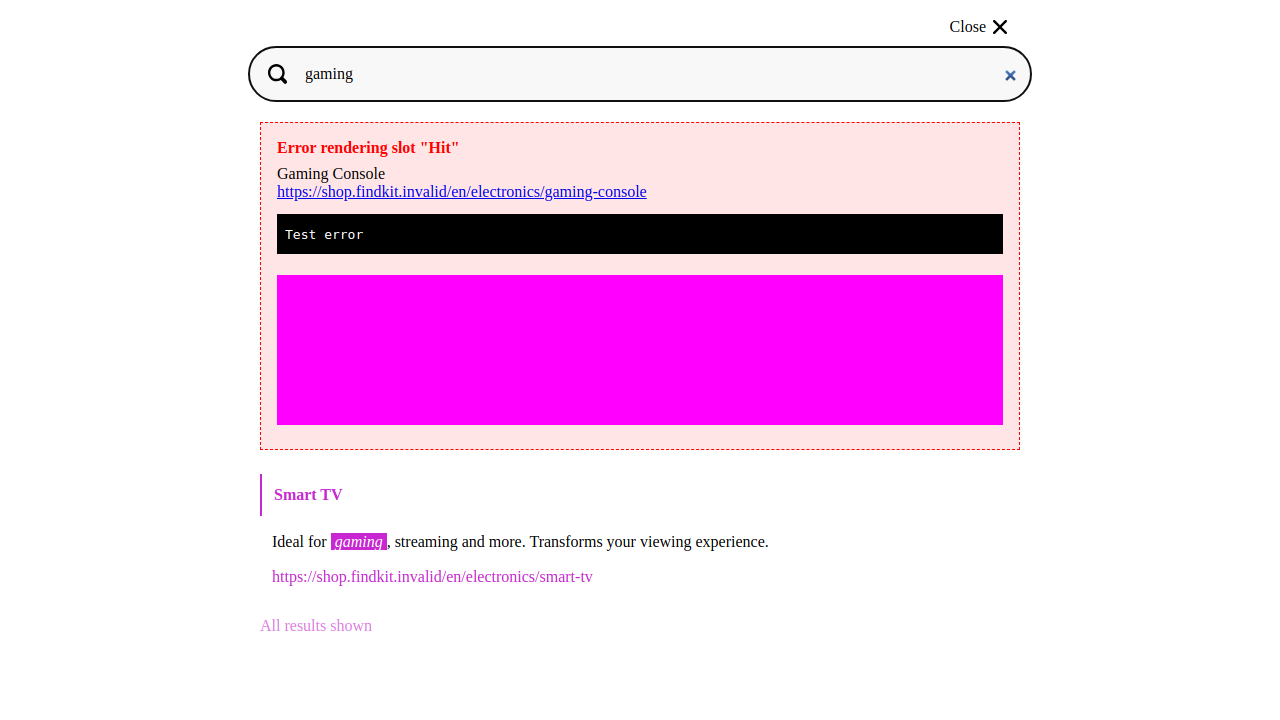 Close
gaming
Error rendering slot "Hit"
Gaming Console
https://shop.findkit.invalid/en/electronics/gaming-console
Test error
Smart TV
Ideal for gaming, streaming and more. Transforms your viewing experience.
https://shop.findkit.invalid/en/electronics/smart-tv
All results shown